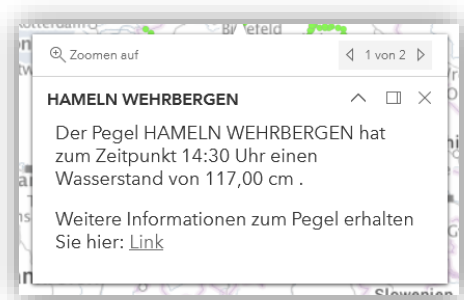 Zoomen auf
1 von 2
HAMELN WEHRBERGEN
Der Pegel HAMELN WEHRBERGEN hat
zum Zeitpunkt 14:30 Uhr einen
Wasserstand von 117,00 cm .
Weitere Informationen zum Pegel erhalten
Sie hier: Link